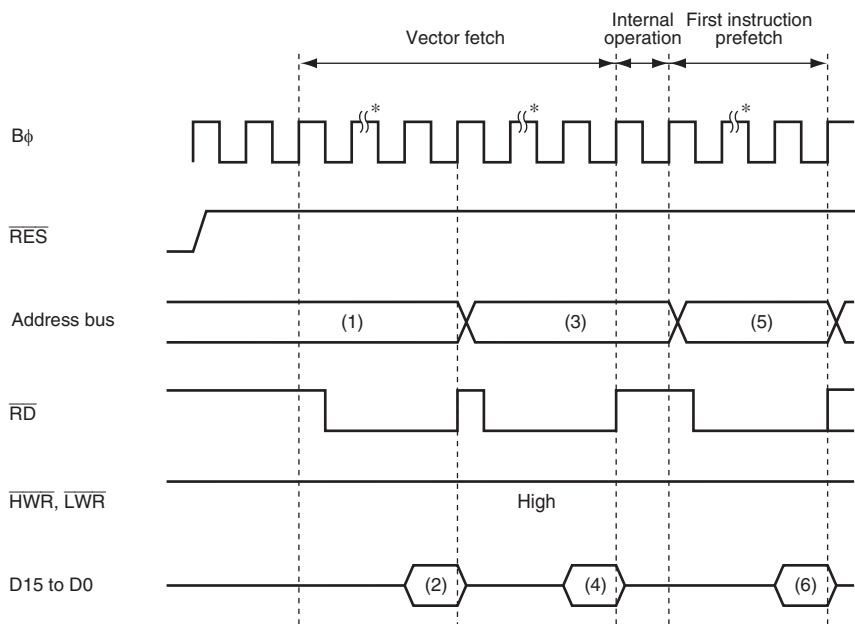 Vector fetch
Internal operation
First instruction prefetch
Bϕ
*
*
*
RES
Address bus
(1)
(3)
(5)
RD
HWR, LWR
High
D15 to D0
(2)
(4)
(6)